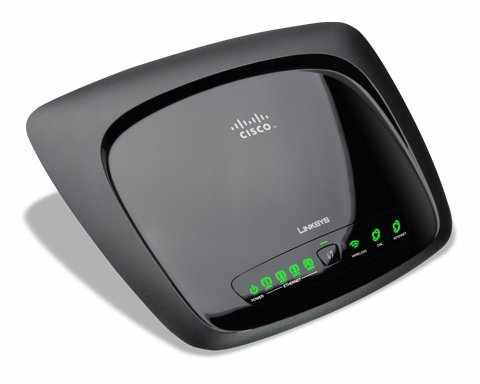 CISCO
LINKSYS
POWER
ETHERNET
WIRELESS
DSL
INTERNET